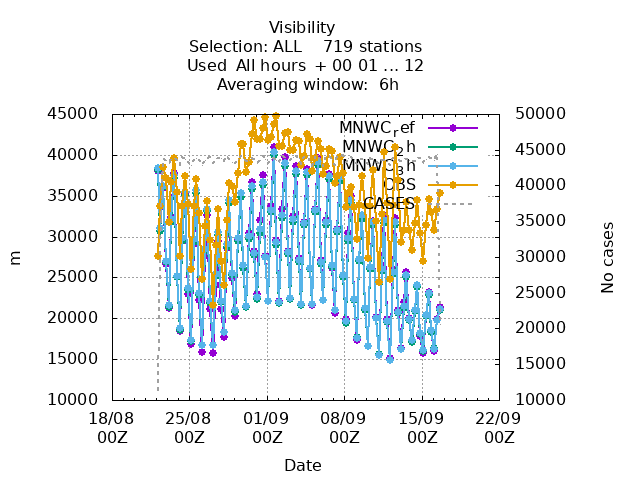 Visibility
Selection: ALL    719 stations
Used  All hours  + 00 01 ... 12
Averaging window:  6h
45000
40000
35000
30000
25000
20000
15000
10000
m
50000
45000
40000
35000
30000
25000
20000
15000
10000
No cases
MNWC_ref
MNWC_2h
MNWC_3h
OBS
CASES
18/08 25/08 01/09 08/09 15/09 22/09
00Z 00Z 00Z 00Z 00Z 00Z
Date